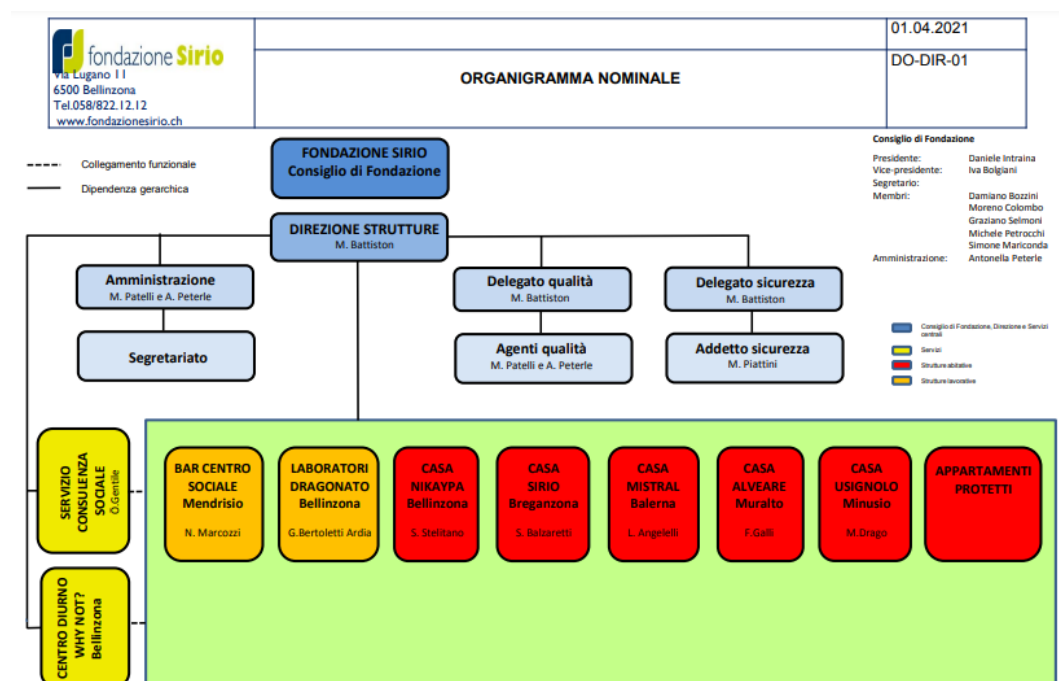 fondazione Sirio
Via Lugano 11
6500 Bellinzona
Tel.058/822.12.12
www.fondazionesirio.ch
ORGANIGRAMMA NOMINALE
01.04.2021
DO-DIR-01
Collegamento funzionale
Dipendenza gerarchica
FONDAZIONE SIRIO
Consiglio di Fondazione
Consiglio di Fondazione
Presidente: Daniele Intraina
Vice-presidente: Iva Bolgiani
Segretario:
Membri: Damiano Bozzini
Moreno Colombo
Graziano Selmoni
Michele Petrocchi
Simone Mariconda
Amministrazione: Antonella Peterle
DIREZIONE STRUTTURE
M. Battiston
Amministrazione
M. Patelli e A. Peterle
Delegato qualità
M. Battiston
Delegato sicurezza
M. Battiston
Segretariato
Agenti qualità
M. Patelli e A. Peterle
Addetto sicurezza
M. Piattini
Consiglio di Fondazione, Direzione e Servizi
centrali
Servizi
Strutture abitative
Strutture lavorative
SERVIZIO
CONSULENZA
SOCIALE
O.Gentile
BAR CENTRO
SOCIALE
Mendrisio
N. Marcozzi
LABORATORI
DRAGONATO
Bellinzona
G.Bertoletti Ardia
CASA
NIKAYPA
Bellinzona
S. Stelitano
CASA
SIRIO
Breganzona
S. Balzaretti
CASA
MISTRAL
Balerna
L. Angelelli
CASA
ALVEARE
Muralto
F.Galli
CASA
USIGNOLO
Minusio
M.Drago
APPARTAMENTI
PROTETTI
CENTRO DIURNO
WHY NOT?
Bellinzona